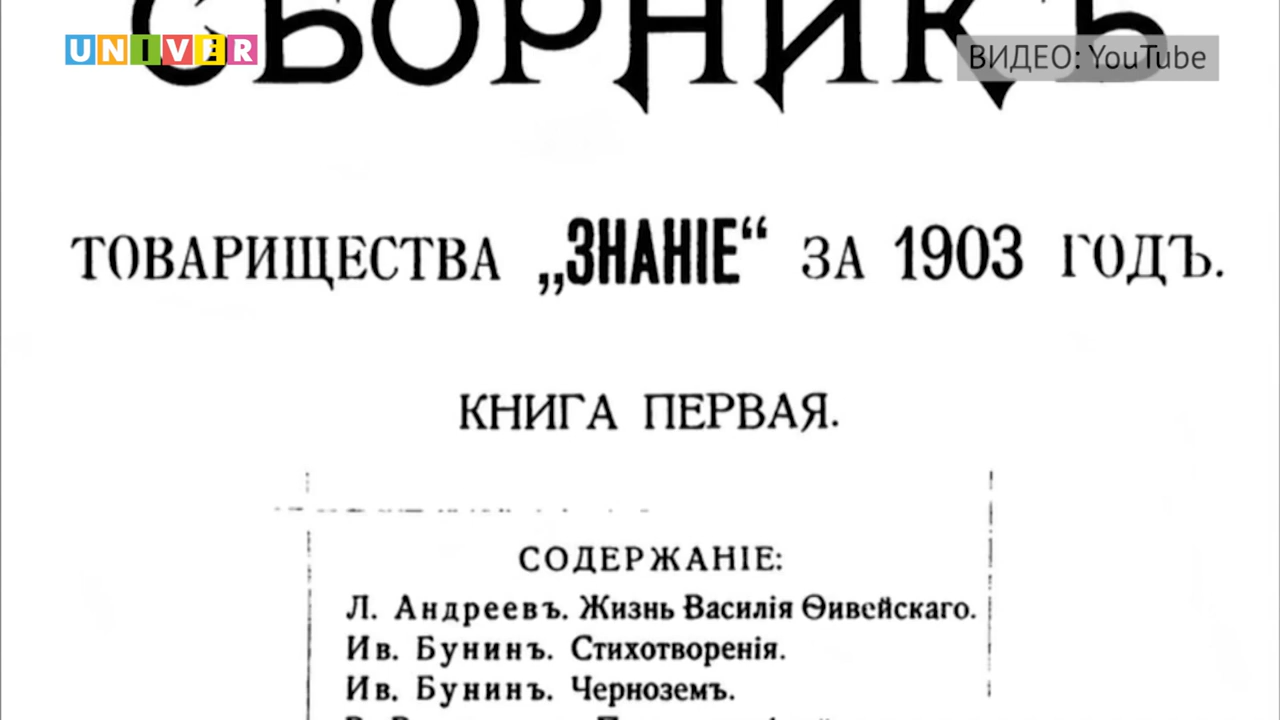 СБОРНИКЪ
UNIVER
ВИДЕО: YouTube
ТОВАРИЩЕСТВА „ЗНАНІЕ“ ЗА 1903 ГОДЪ.
КНИГА ПЕРВАЯ.
СОДЕРЖАНІЕ:
Л. Андреевъ. Жизнь Василія Ѳивейскаго.
Ив. Бунинъ. Стихотворенія.
Ив. Бунинъ. Черноземъ.